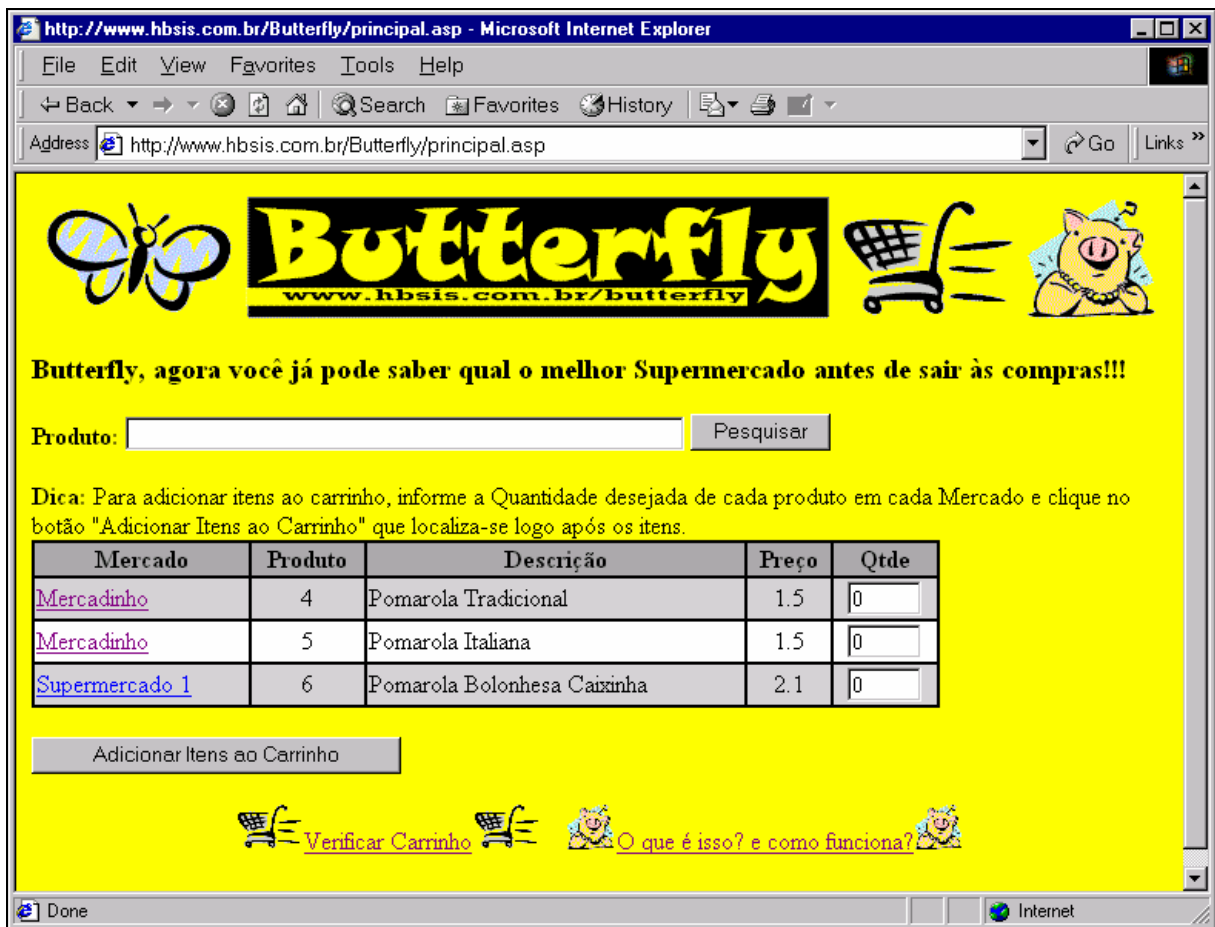 http://www.hbsis.com.br/Butterfly/principal.asp - Microsoft Internet Explorer
File Edit View Favorites Tools Help
Back Search Favorites History
Address http://www.hbsis.com.br/Butterfly/principal.asp Go Links »
Butterfly
www.hbsis.com.br/butterfly
Butterfly, agora você já pode saber qual o melhor Supermercado antes de sair às compras!!!
Produto: Pesquisar
Dica: Para adicionar itens ao carrinho, informe a Quantidade desejada de cada produto em cada Mercado e clique no
botão "Adicionar Itens ao Carrinho" que localiza-se logo após os itens.
Mercado Produto Descrição Preço Qtde
Mercadinho 4 Pomarola Tradicional 1.5 0
Mercadinho 5 Pomarola Italiana 1.5 0
Supermercado 1 6 Pomarola Bolonhesa Caixinha 2.1 0
Adicionar Itens ao Carrinho
Verificar Carrinho O que é isso? e como funciona?
Done Internet